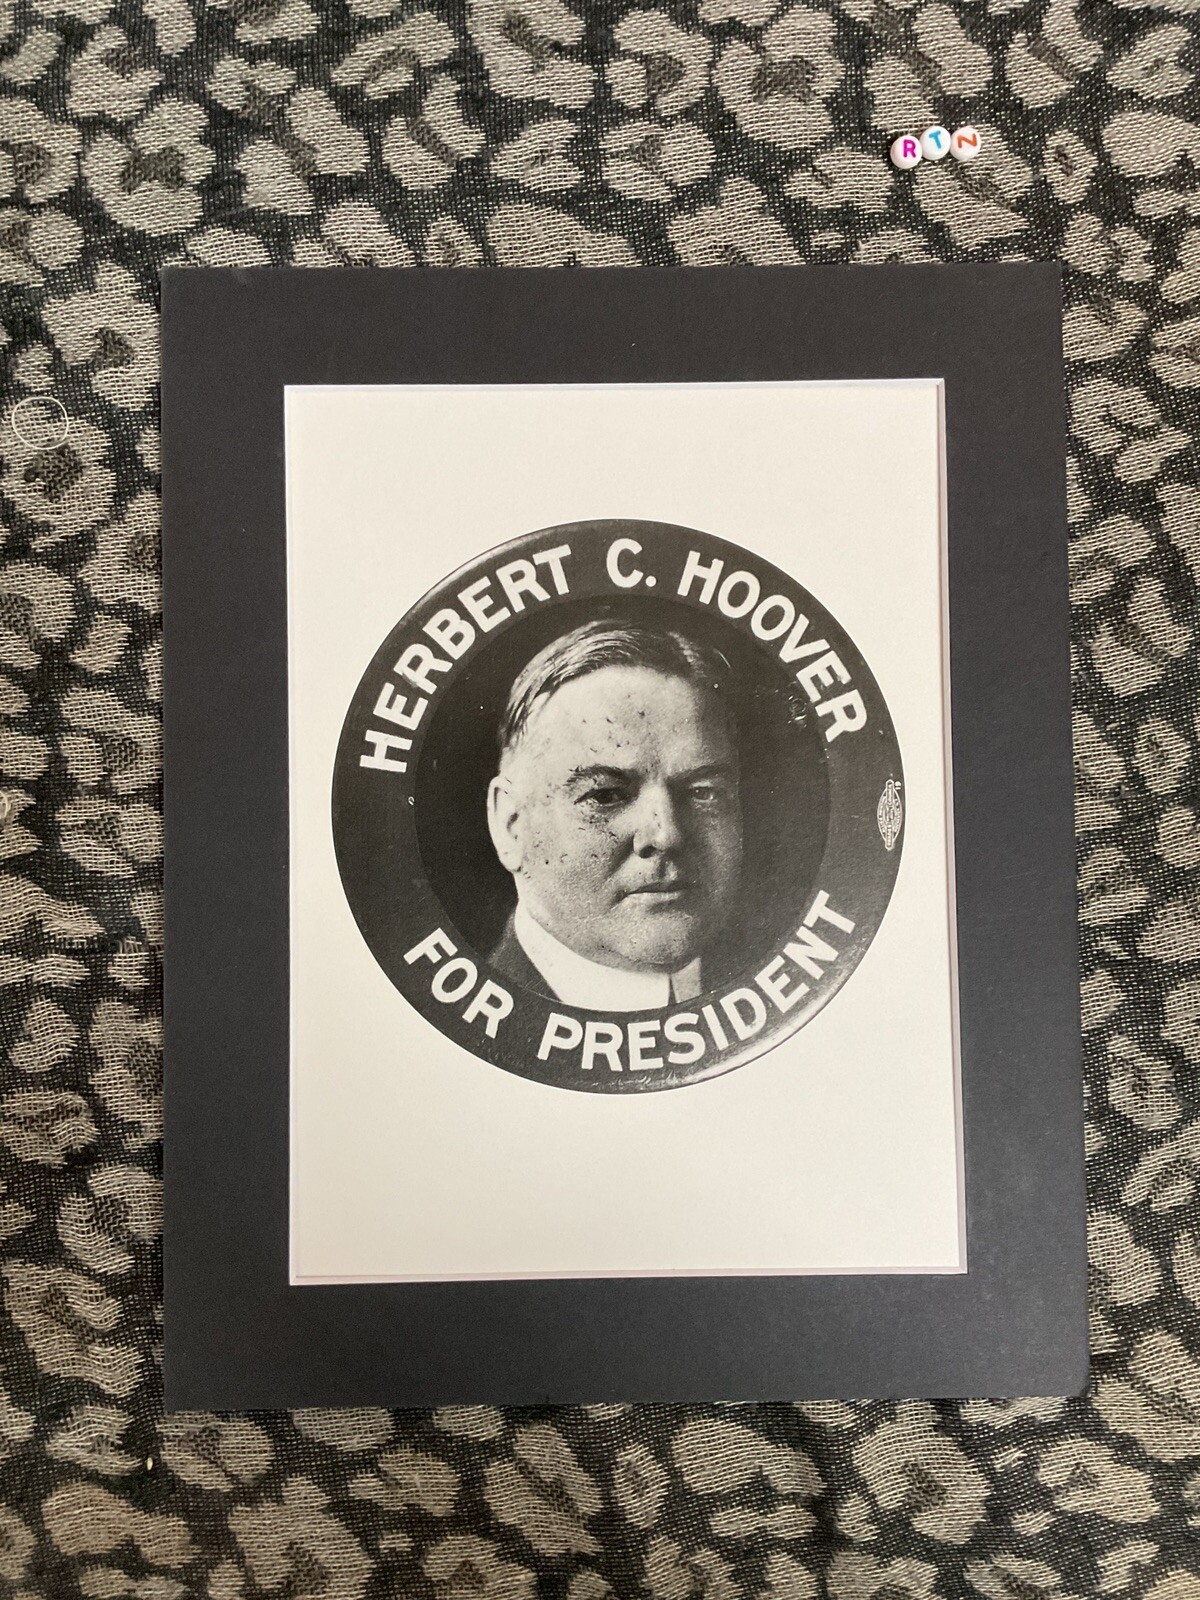 RTN
HERBERT C. HOOVER
FOR PRESIDENT